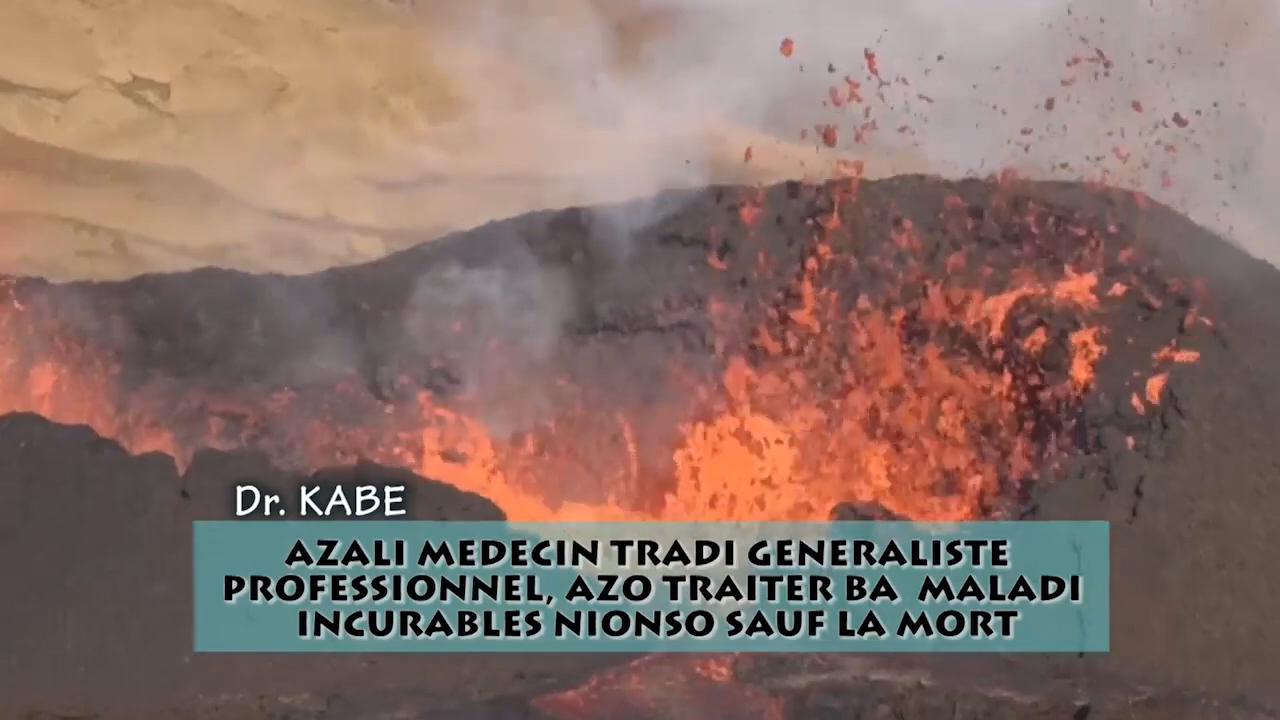 Dr. KABE
AZALI MEDECIN TRADI GENERALISTE
PROFESSIONNEL, AZO TRAITER BA MALADI
INCURABLES NIONSO SAUF LA MORT